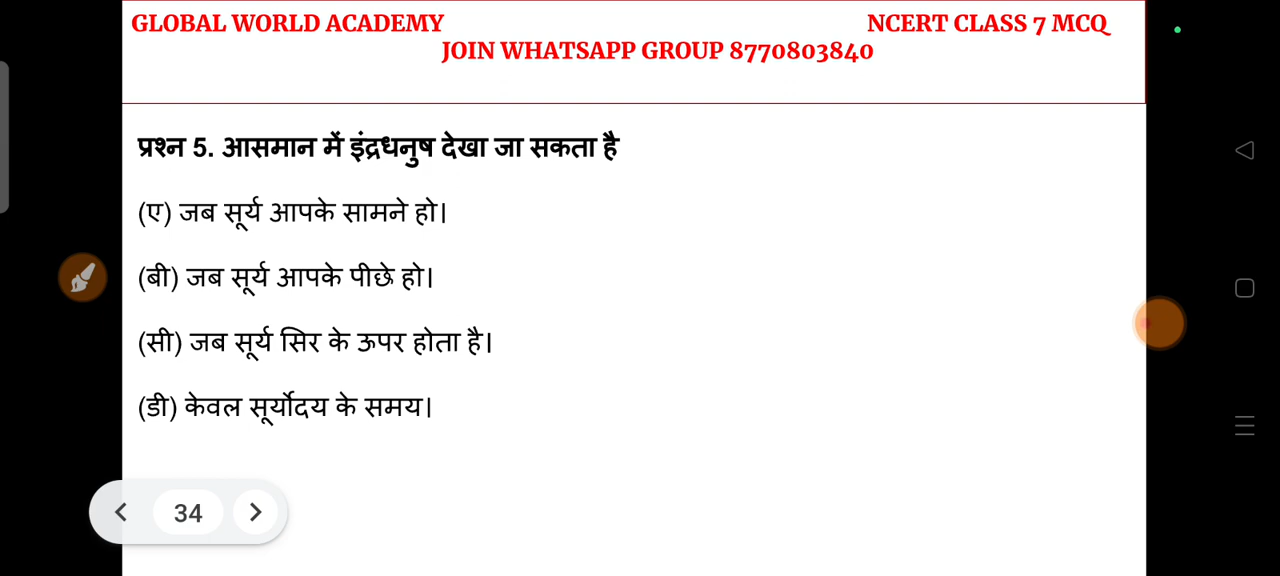 GLOBAL WORLD ACADEMY NCERT CLASS 7 MCQ
JOIN WHATSAPP GROUP 8770803840
प्रश्न 5. आसमान में इंद्रधनुष देखा जा सकता है
(ए) जब सूर्य आपके सामने हो।
(बी) जब सूर्य आपके पीछे हो।
(सी) जब सूर्य सिर के ऊपर होता है।
(डी) केवल सूर्योदय के समय।
34